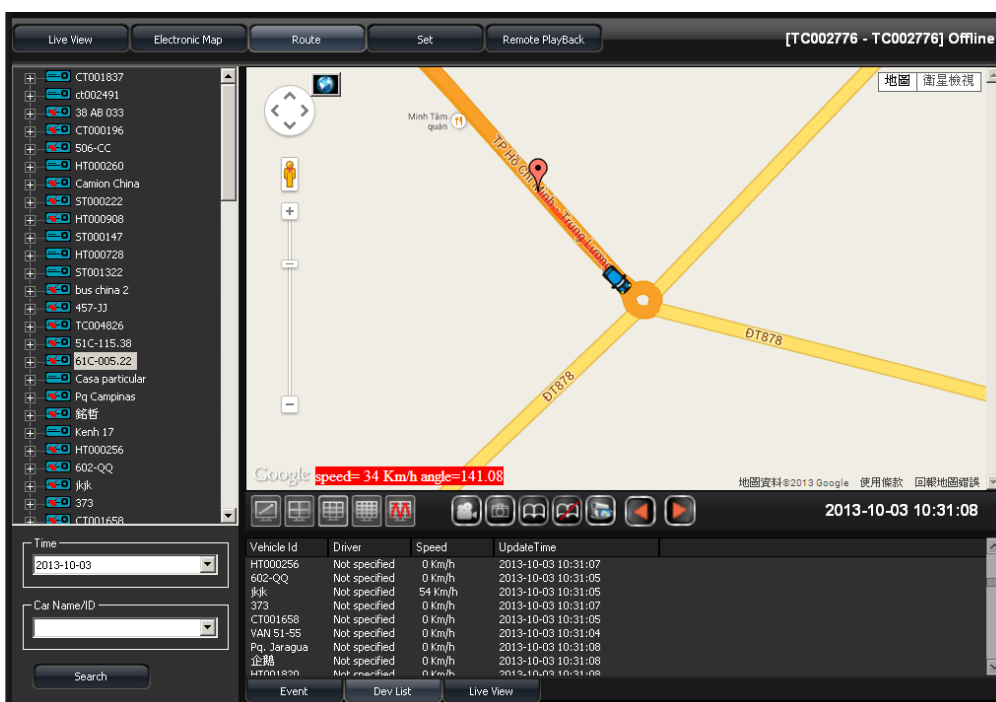 Live View
Electronic Map
Route
Set
Remote PlayBack
[TC002776 - TC002776] Offline
CT001837
ct002491
38 AB 033
CT000196
506-CC
HT000260
Camion China
ST000222
HT000908
ST000147
HT000728
ST001322
bus china 2
457-JJ
TC004826
51C-115.38
61C-005.22
Casa particular
Pq Campinas
銘哲
Kenh 17
HT000256
602-QQ
jkjk
373
CT001658
Time
2013-10-03
Car Name/ID
Search
地圖
衛星檢視
Minh Tâm
quán
TP Hồ Chí Minh - Trung Lương
ĐT878
ĐT878
Google
speed= 34 Km/h angle=141.08
地圖資料©2013 Google 使用條款 回報地圖錯誤
2013-10-03 10:31:08
Vehicle Id Driver Speed UpdateTime
HT000256 Not specified 0 Km/h 2013-10-03 10:31:07
602-QQ Not specified 0 Km/h 2013-10-03 10:31:05
jkjk Not specified 54 Km/h 2013-10-03 10:31:05
373 Not specified 0 Km/h 2013-10-03 10:31:07
CT001658 Not specified 0 Km/h 2013-10-03 10:31:05
VAN 51-55 Not specified 0 Km/h 2013-10-03 10:31:04
Pq. Jaragua Not specified 0 Km/h 2013-10-03 10:31:08
企鵝 Not specified 0 Km/h 2013-10-03 10:31:08
HT001820 Not specified 0 Km/h 2013-10-03 10:31:08
Event
Dev List
Live View